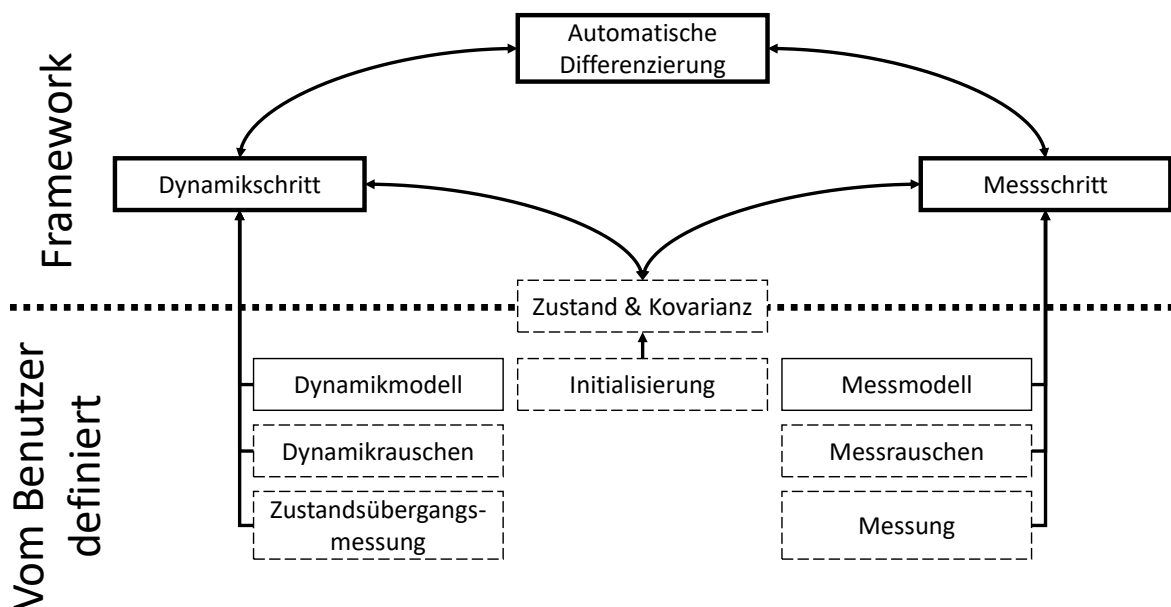 Framework
Automatische
Differenzierung
Dynamikschritt
Messschritt
Zustand & Kovarianz
Vom Benutzer
definiert
Dynamikmodell
Initialisierung
Messmodell
Dynamikrauschen
Messrauschen
Zustandsübergangs-
messung
Messung